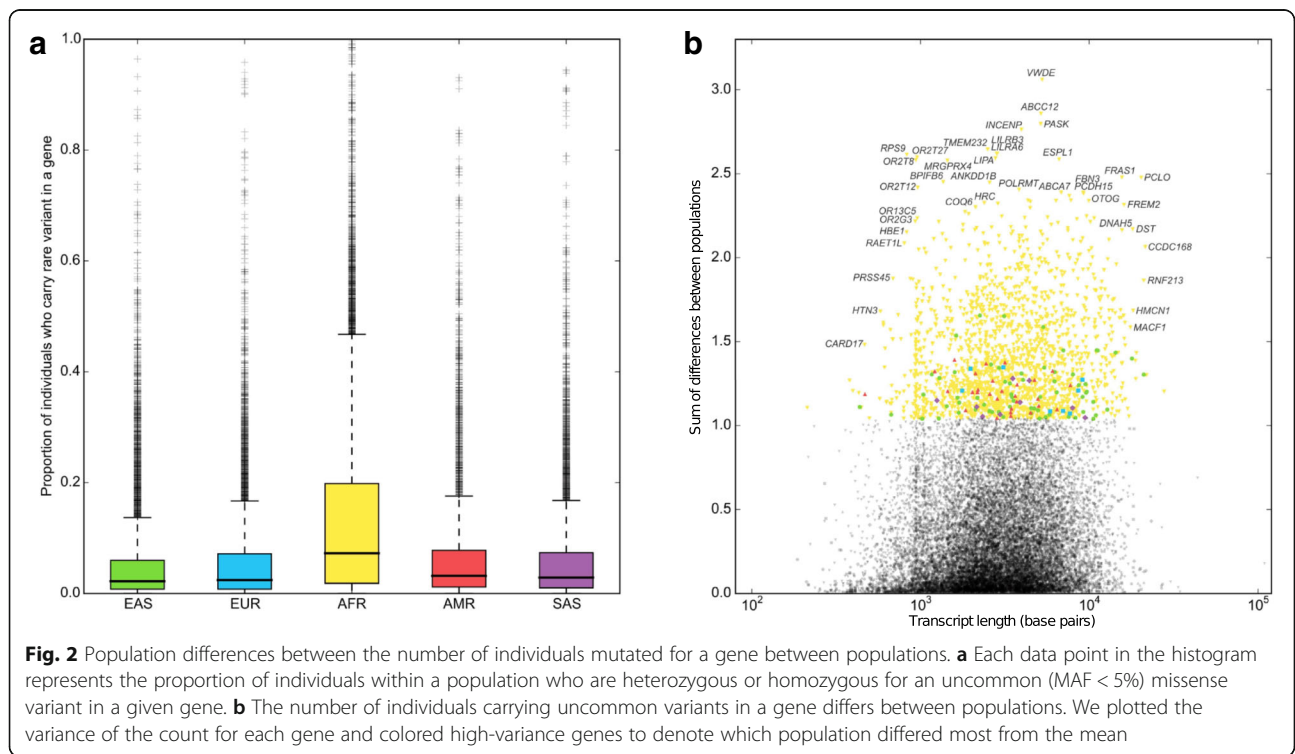 a
1.0
0.8
0.6
0.4
0.2
0.0
Proportion of individuals who carry rare variant in a gene
EAS EUR AFR AMR SAS
b
3.0
2.5
2.0
1.5
1.0
0.5
0.0
Sum of differences between populations
VWDE
ABCC12
INCENP PASK
TMEM232 LILRB3
RPS9 OR2T27 LILRA6
OR2T8 LIPA ESPL1
MRGPRX4
BPIFB6 ANKDD1B FRAS1 PCLO
OR2T12 POLRMT ABCA7 FBN3
PCDH15
HRC OTOG
COQ6 FREM2
OR13C5
OR2G3 DNAH5 DST
HBE1
RAET1L CCDC168
PRSS45 RNF213
HTN3 HMCN1
MACF1
CARD17
10² 10³ 10⁴ 10⁵
Transcript length (base pairs)
Fig. 2 Population differences between the number of individuals mutated for a gene between populations. a Each data point in the histogram
represents the proportion of individuals within a population who are heterozygous or homozygous for an uncommon (MAF < 5%) missense
variant in a given gene. b The number of individuals carrying uncommon variants in a gene differs between populations. We plotted the
variance of the count for each gene and colored high-variance genes to denote which population differed most from the mean